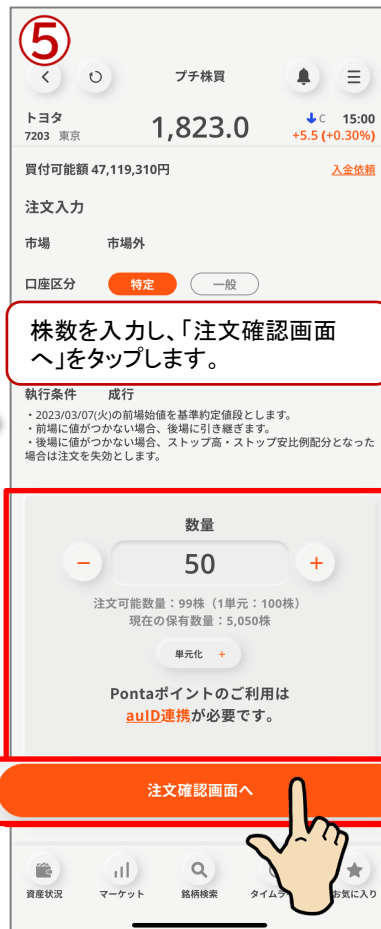 ⑤
プチ株買
トヨタ
7203 東京
1,823.0
↓C 15:00
+5.5 (+0.30%)
買付可能額 47,119,310円
入金依頼
注文入力
市場 市場外
口座区分 特定 一般
株数を入力し、「注文確認画面
へ」をタップします。
執行条件 成行
・2023/03/07(火)の前場始値を基準約定値段とします。
・前場に値がつかない場合、後場に引き継ぎます。
・後場に値がつかない場合、ストップ高・ストップ安比例配分となった
場合は注文を失効とします。
数量
− 50 +
注文可能数量：99株（1単元：100株）
現在の保有数量：5,050株
単元化 +
Pontaポイントのご利用は
auID連携が必要です。
注文確認画面へ
資産状況 マーケット 銘柄検索 タイムラ お気に入り